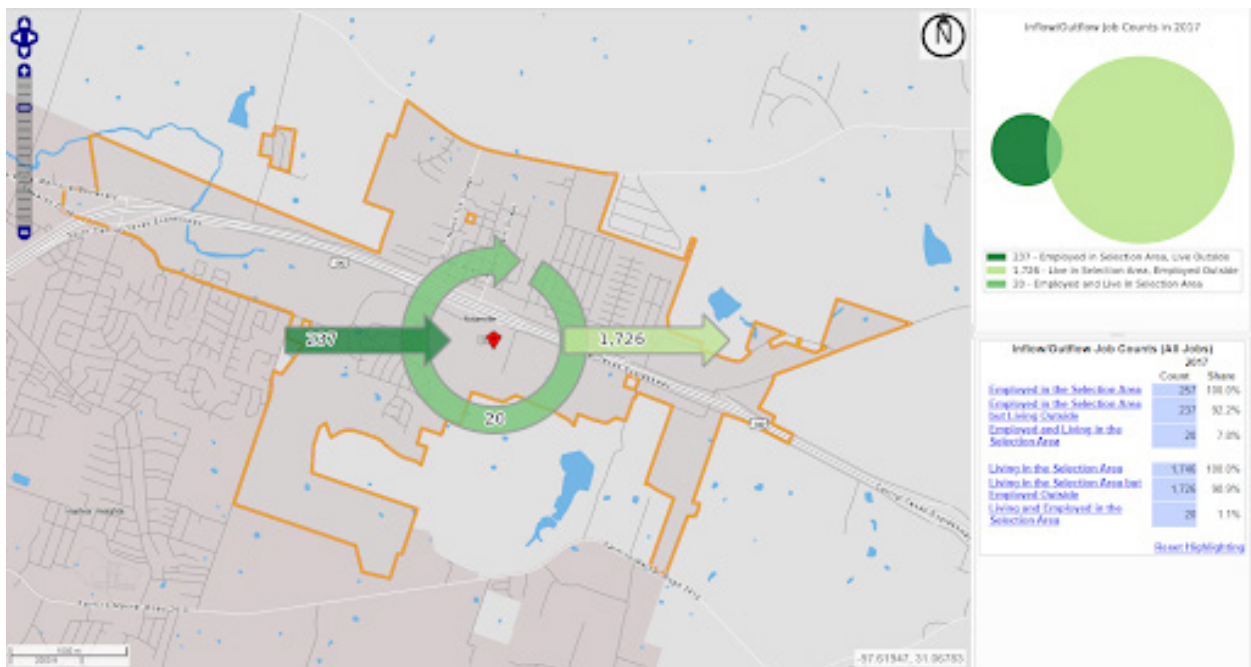 N
237
1,726
20
Harker Heights
-97.61947, 31.06783
Inflow/Outflow Job Counts in 2017
237 - Employed in Selection Area, Live Outside
1,726 - Live in Selection Area, Employed Outside
20 - Employed and Live in Selection Area
Inflow/Outflow Job Counts (All Jobs)
2017
Count Share
Employed in the Selection Area 257 100.0%
Employed in the Selection Area
but Living Outside 237 92.2%
Employed and Living in the
Selection Area 20 7.8%
Living in the Selection Area 1,746 100.0%
Living in the Selection Area but
Employed Outside 1,726 98.9%
Living and Employed in the
Selection Area 20 1.1%
Reset Highlighting